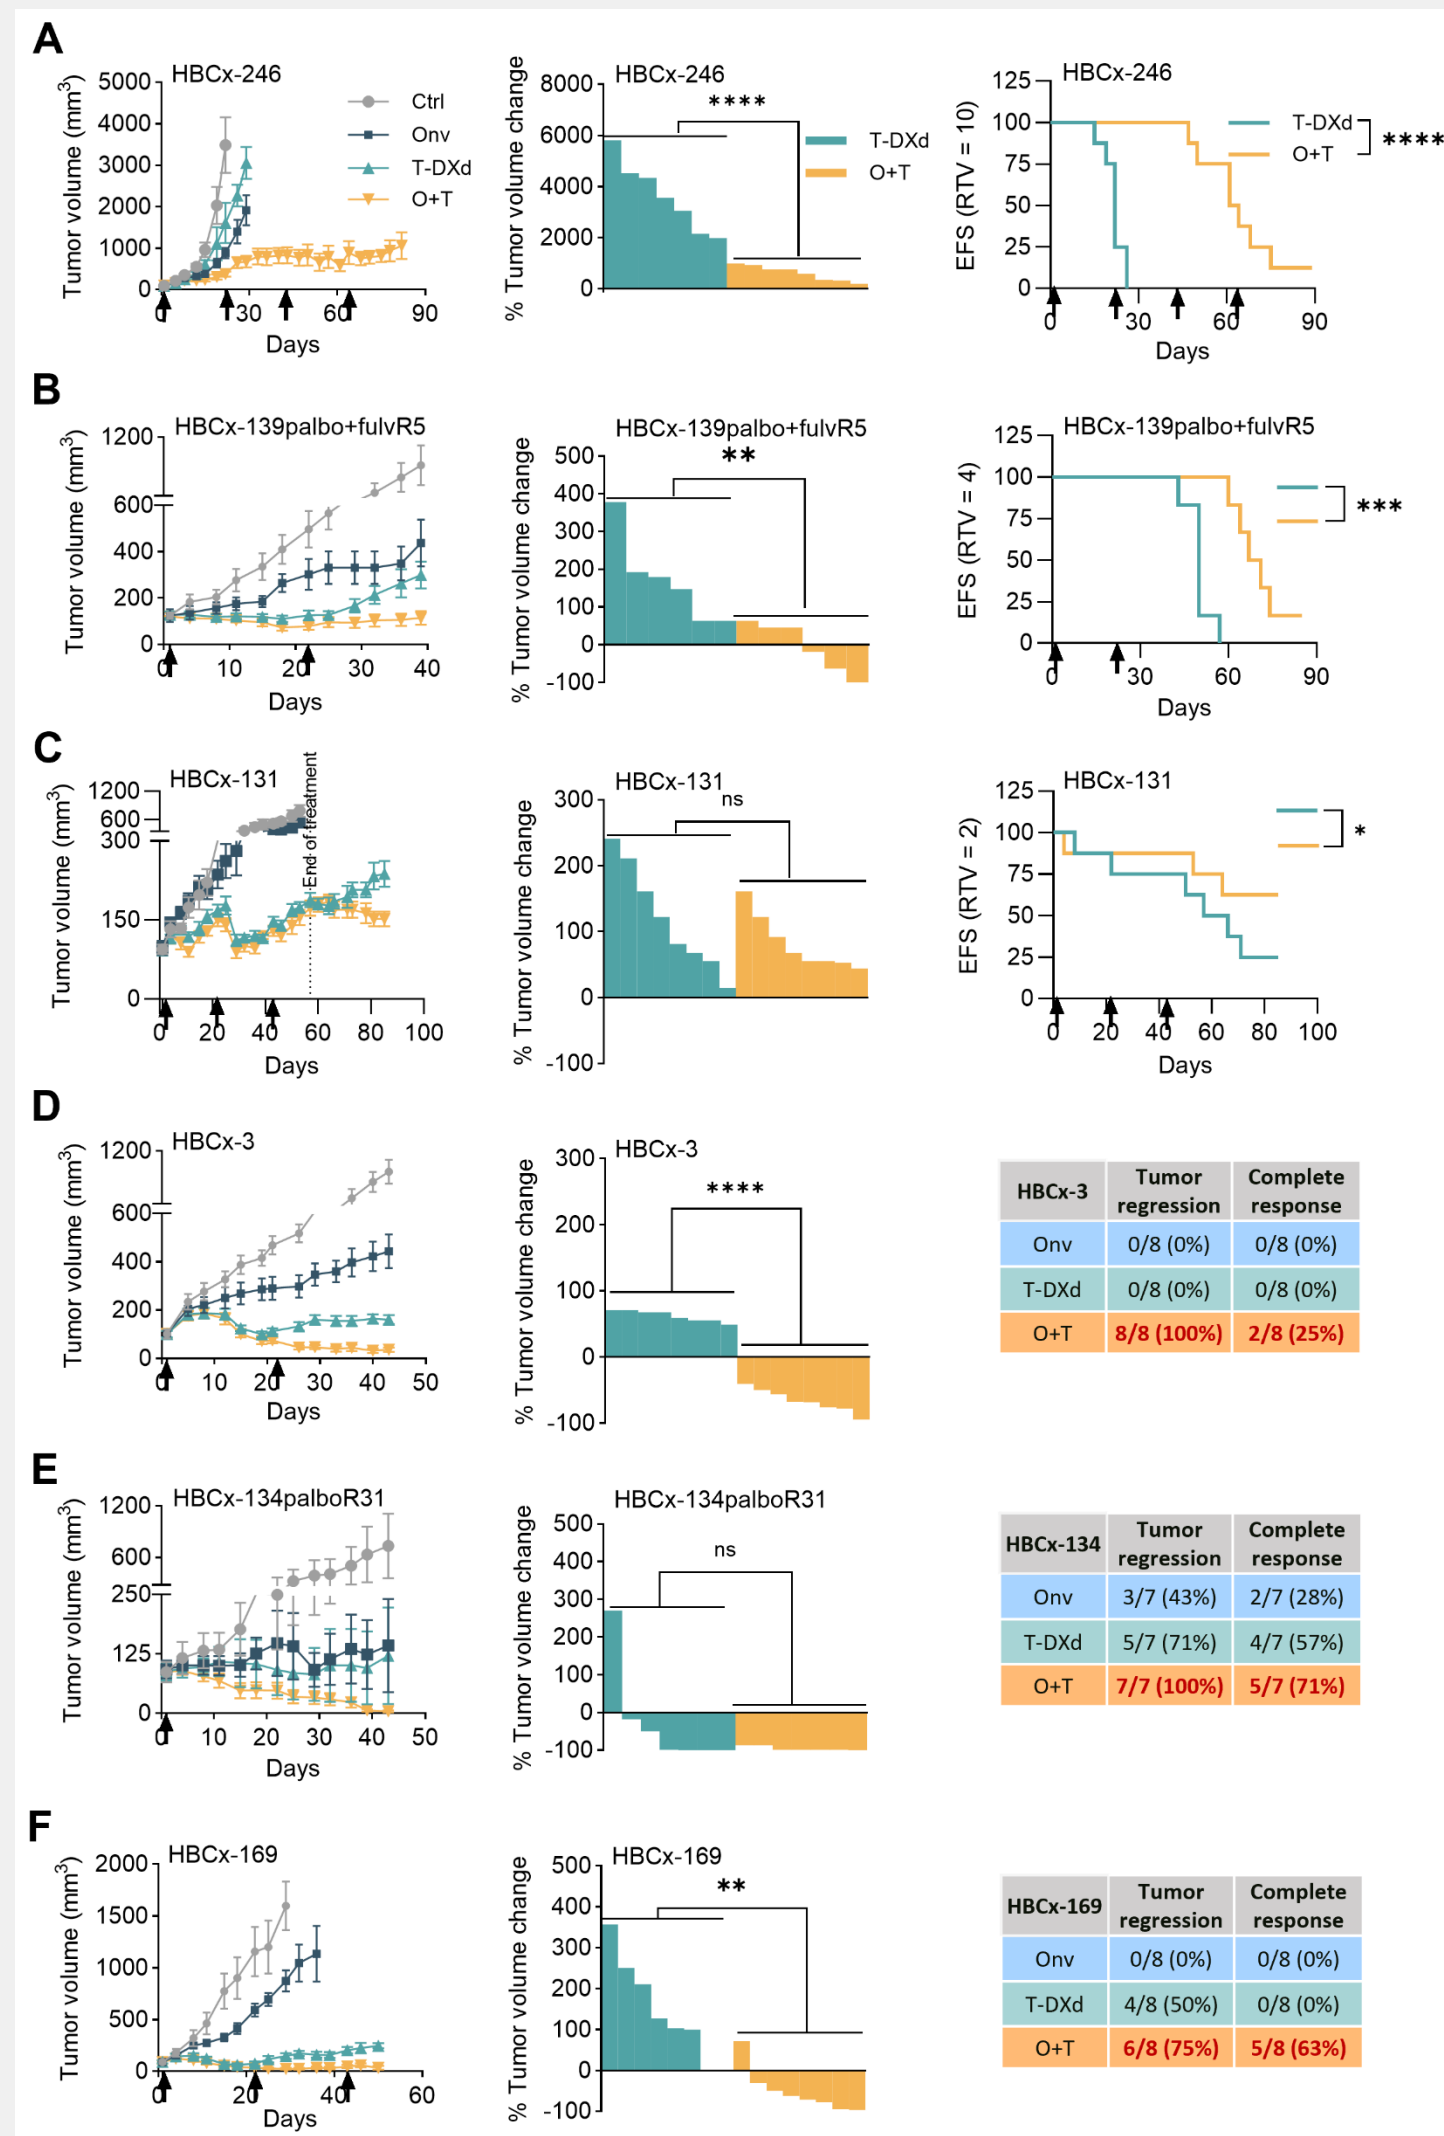 A
HBCx-246
Tumor volume (mm³)
5000
4000
3000
2000
1000
0
0
30
60
90
Days
Ctrl
Onv
T-DXd
O+T
HBCx-246
% Tumor volume change
8000
6000
4000
2000
0
****
T-DXd
O+T
HBCx-246
EFS (RTV = 10)
125
100
75
50
25
0
0
30
60
90
Days
T-DXd
O+T
****
B
HBCx-139palbo+fulvR5
Tumor volume (mm³)
1200
600
400
200
0
0
10
20
30
40
Days
HBCx-139palbo+fulvR5
% Tumor volume change
500
400
300
200
100
0
-100
**
HBCx-139palbo+fulvR5
EFS (RTV = 4)
125
100
75
50
25
0
0
30
60
90
Days
***
C
HBCx-131
Tumor volume (mm³)
1200
600
300
150
0
0
20
40
60
80
100
Days
End of treatment
HBCx-131
% Tumor volume change
300
200
100
0
-100
ns
HBCx-131
EFS (RTV = 2)
125
100
75
50
25
0
0
20
40
60
80
100
Days
*
D
HBCx-3
Tumor volume (mm³)
1200
600
400
200
0
0
10
20
30
40
50
Days
HBCx-3
% Tumor volume change
300
200
100
0
-100
****
HBCx-3 Tumor regression Complete response
Onv 0/8 (0%) 0/8 (0%)
T-DXd 0/8 (0%) 0/8 (0%)
O+T 8/8 (100%) 2/8 (25%)
E
HBCx-134palboR31
Tumor volume (mm³)
1200
600
250
125
0
0
10
20
30
40
50
Days
HBCx-134palboR31
% Tumor volume change
500
400
300
200
100
0
-100
ns
HBCx-134 Tumor regression Complete response
Onv 3/7 (43%) 2/7 (28%)
T-DXd 5/7 (71%) 4/7 (57%)
O+T 7/7 (100%) 5/7 (71%)
F
HBCx-169
Tumor volume (mm³)
2000
1500
1000
500
0
0
20
40
60
Days
HBCx-169
% Tumor volume change
500
400
300
200
100
0
-100
**
HBCx-169 Tumor regression Complete response
Onv 0/8 (0%) 0/8 (0%)
T-DXd 4/8 (50%) 0/8 (0%)
O+T 6/8 (75%) 5/8 (63%)